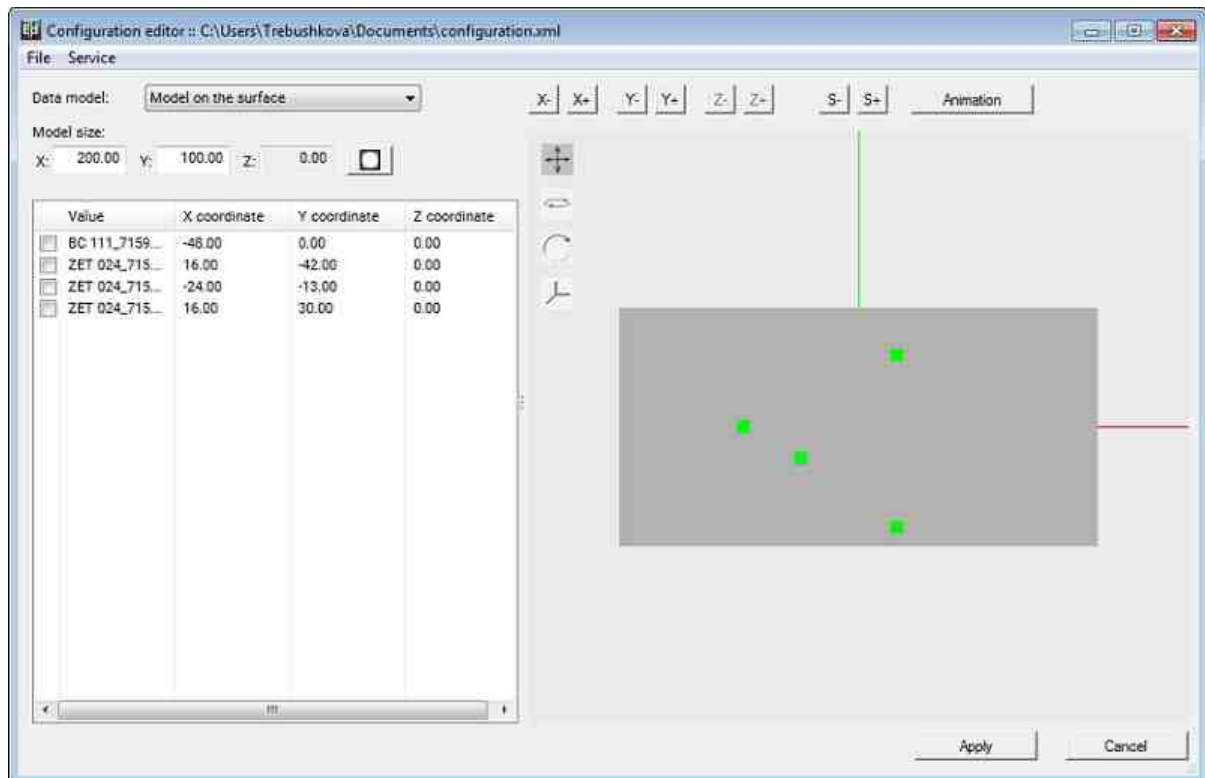 Configuration editor :: C:\Users\Trebushkova\Documents\configuration.xml
File Service
Data model: Model on the surface
X- X+ Y- Y+ Z- Z+ S- S+ Animation
Model size:
X: 200.00 Y: 100.00 Z: 0.00
Value X coordinate Y coordinate Z coordinate
BC 111_7159... -48.00 0.00 0.00
ZET 024_715... 16.00 -42.00 0.00
ZET 024_715... -24.00 -13.00 0.00
ZET 024_715... 16.00 30.00 0.00
Apply Cancel